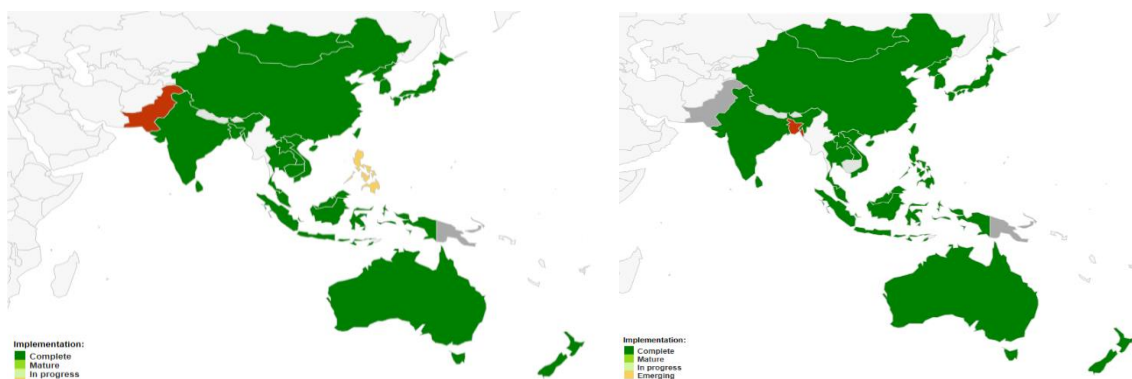 Implementation:
Complete
Mature
In progress
Implementation:
Complete
Mature
In progress
Emerging